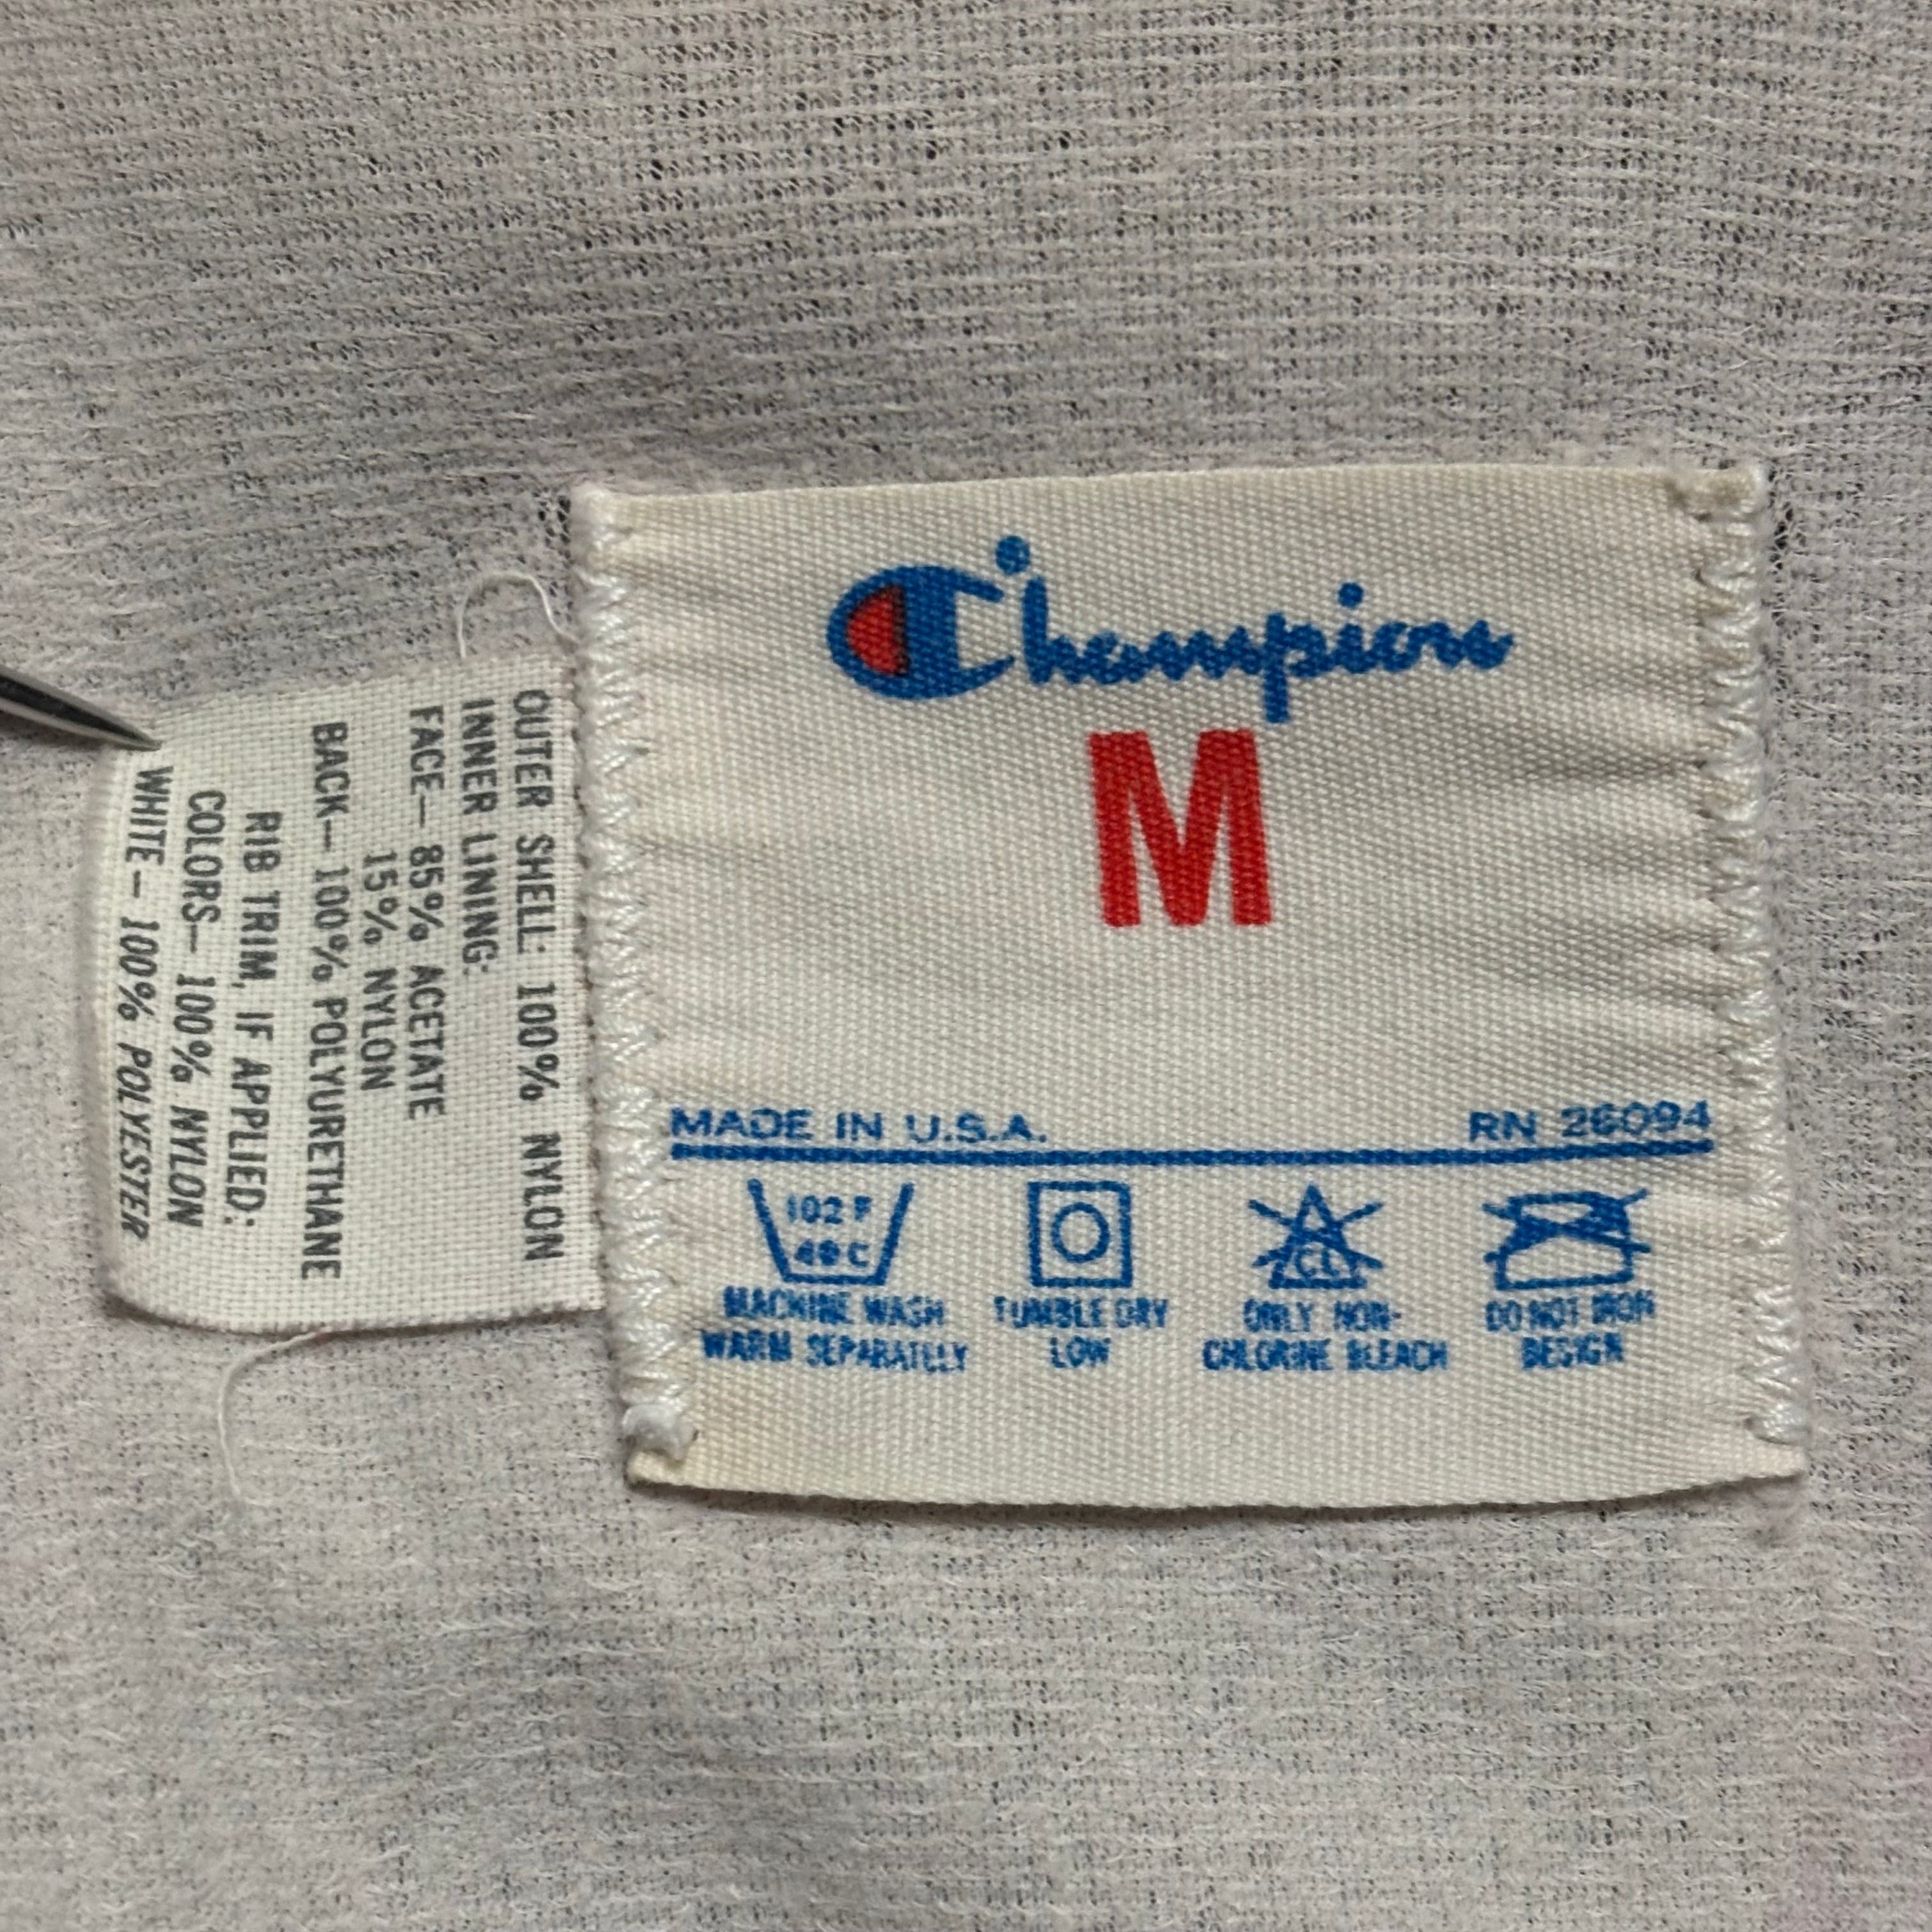 Champion
M
MADE IN U.S.A. RN 26094
102 F
40 C
CL
MACHINE WASH
WARM SEPARATELY
TUMBLE DRY
LOW
ONLY NON-
CHLORINE BLEACH
DO NOT IRON
DESIGN
OUTER SHELL: 100% NYLON
INNER LINING:
FACE— 85% ACETATE
15% NYLON
BACK— 100% POLYURETHANE
RIB TRIM, IF APPLIED:
COLORS— 100% NYLON
WHITE — 100% POLYESTER